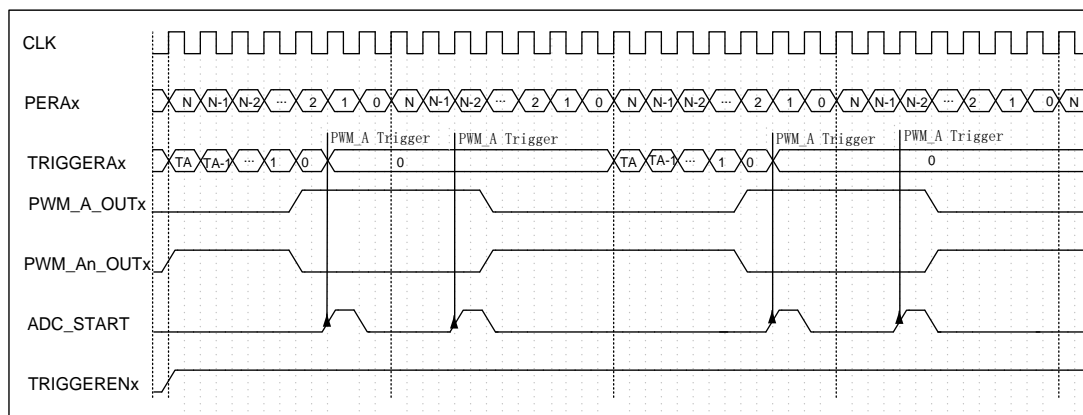 CLK
PERAx N N-1 N-2 ... 2 1 0 N N-1 N-2 ... 2 1 0 N N-1 N-2 ... 2 1 0 N N-1 N-2 ... 2 1 0 N
PWM_A Trigger PWM_A Trigger PWM_A Trigger PWM_A Trigger
TRIGGERAx TA TA-1 ... 1 0 0 TA TA-1 ... 1 0 0
PWM_A_OUTx
PWM_An_OUTx
ADC_START
TRIGGERENx